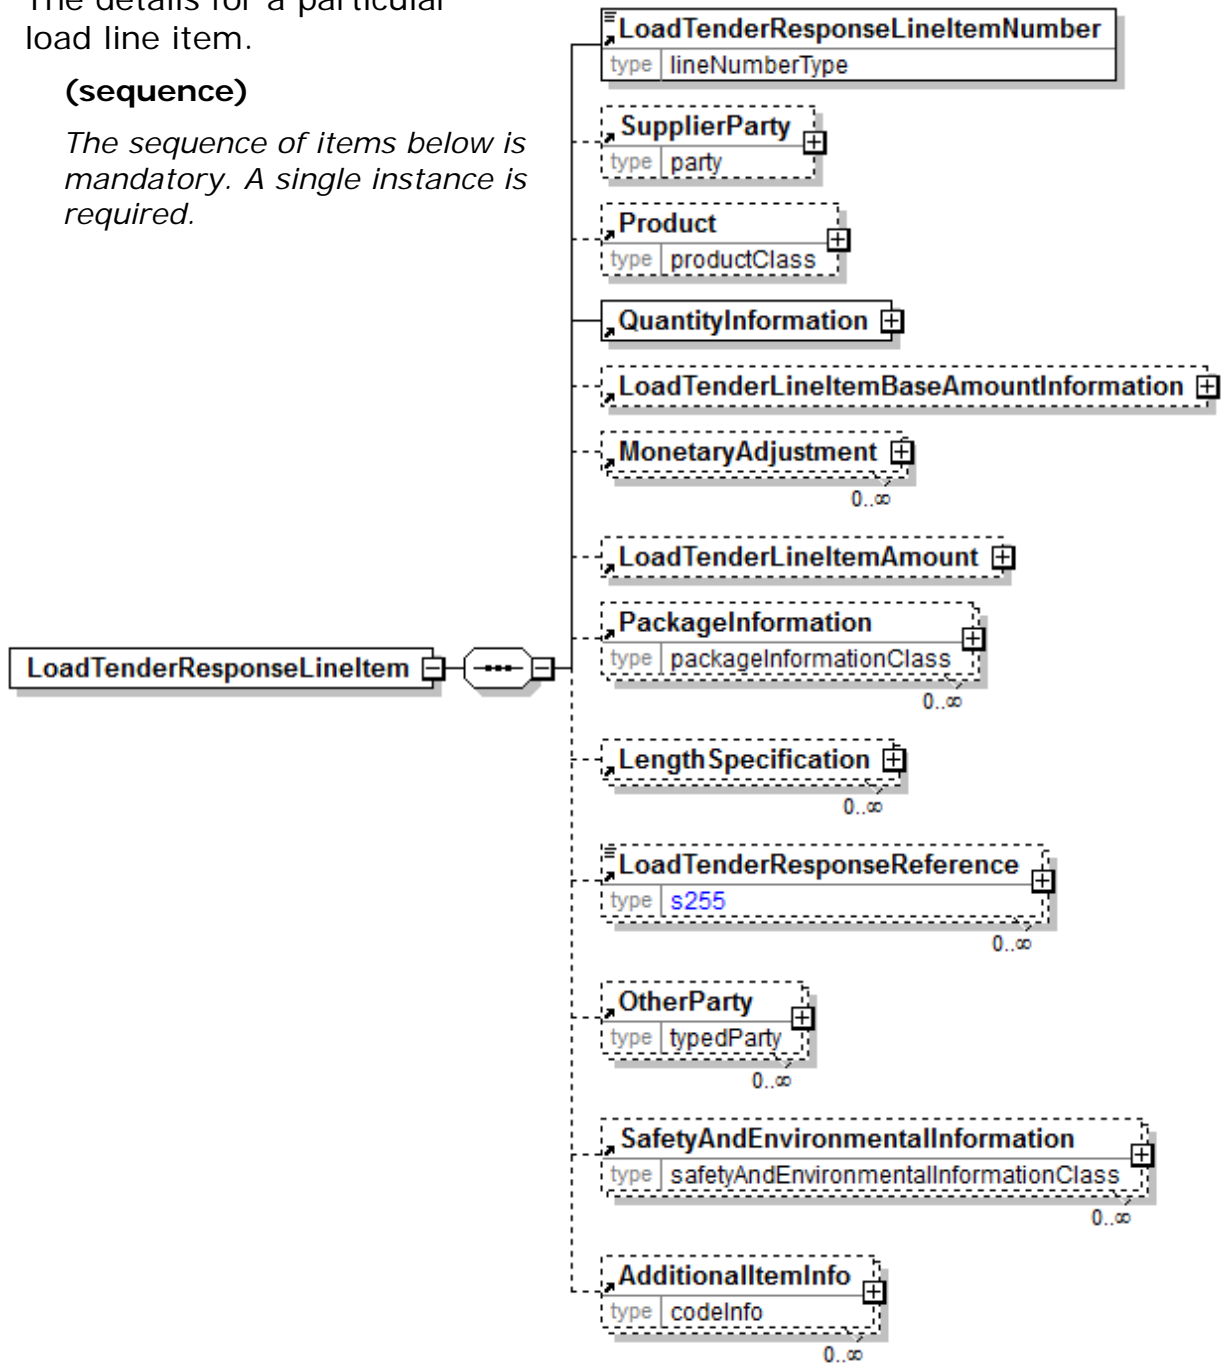 The details for a particular
load line item.
(sequence)
The sequence of items below is
mandatory. A single instance is
required.
LoadTenderResponseLineItem
LoadTenderResponseLineItemNumber
type lineNumberType
SupplierParty
type party
Product
type productClass
QuantityInformation
LoadTenderLineItemBaseAmountInformation
MonetaryAdjustment
0..∞
LoadTenderLineItemAmount
PackageInformation
type packageInformationClass
0..∞
LengthSpecification
0..∞
LoadTenderResponseReference
type s255
0..∞
OtherParty
type typedParty
0..∞
SafetyAndEnvironmentalInformation
type safetyAndEnvironmentalInformationClass
0..∞
AdditionalItemInfo
type codeInfo
0..∞